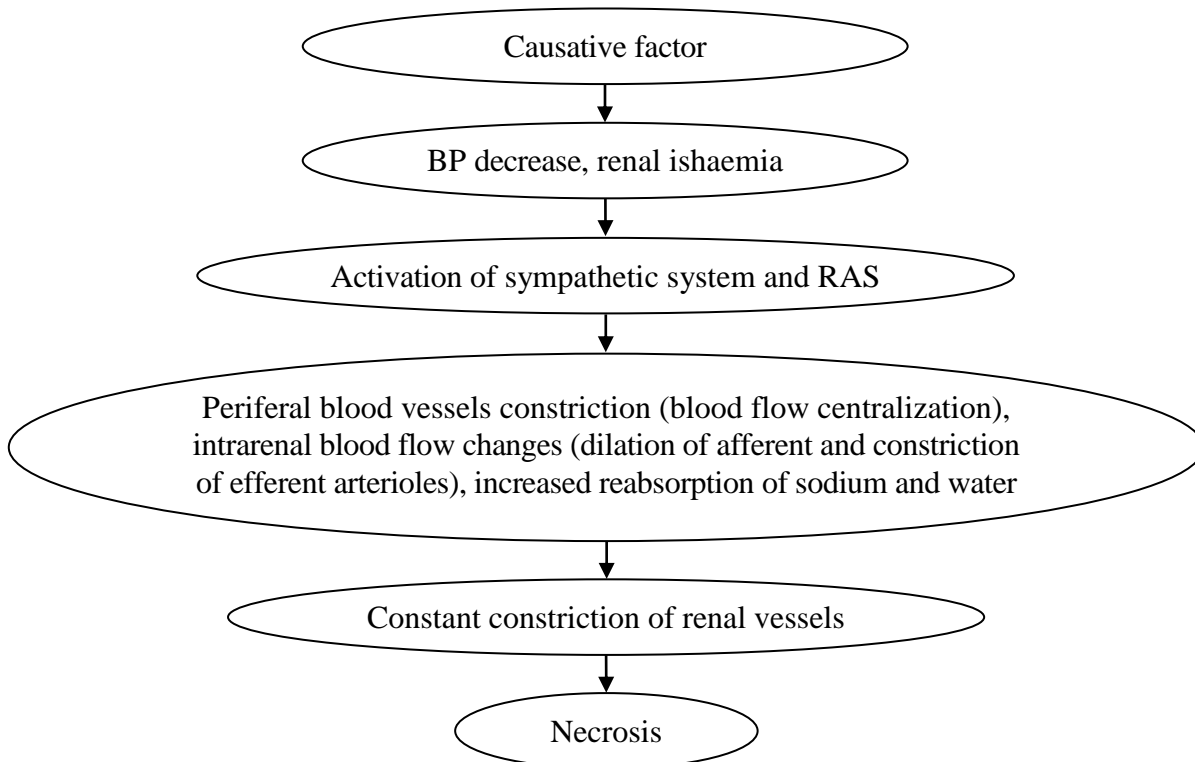 Causative factor
BP decrease, renal ishaemia
Activation of sympathetic system and RAS
Periferal blood vessels constriction (blood flow centralization),
intrarenal blood flow changes (dilation of afferent and constriction
of efferent arterioles), increased reabsorption of sodium and water
Constant constriction of renal vessels
Necrosis